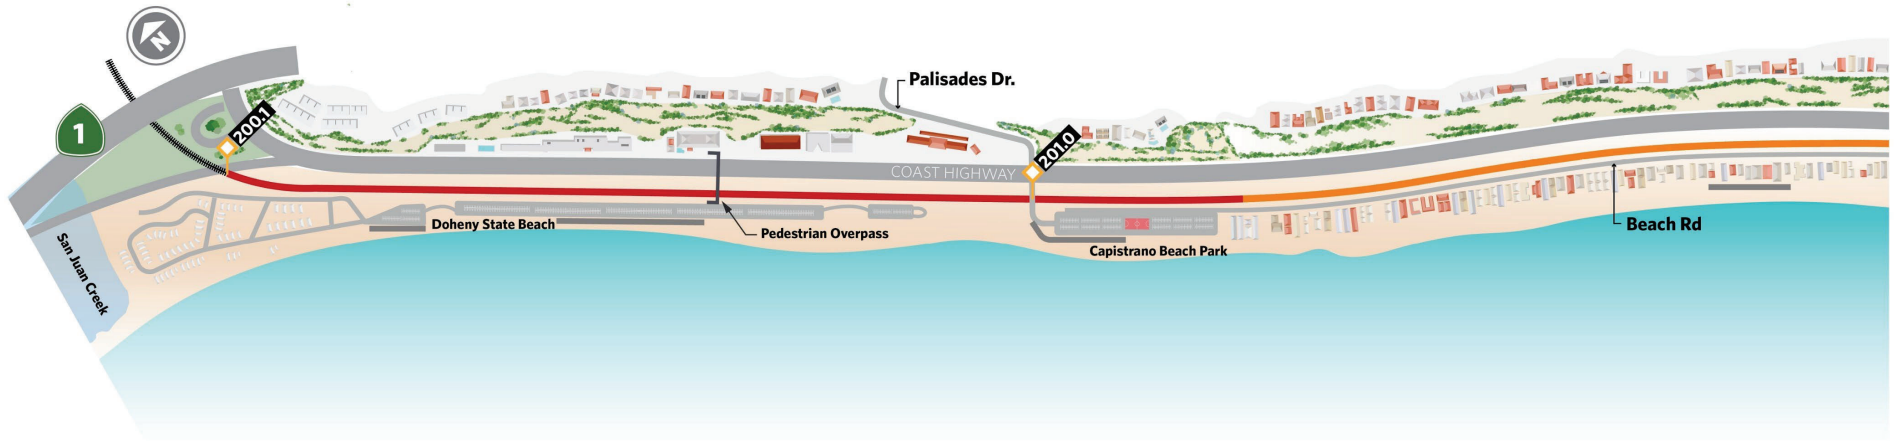 N
1
200.1
Palisades Dr.
201.0
COAST HIGHWAY
Doheny State Beach
Pedestrian Overpass
Capistrano Beach Park
Beach Rd
San Juan Creek